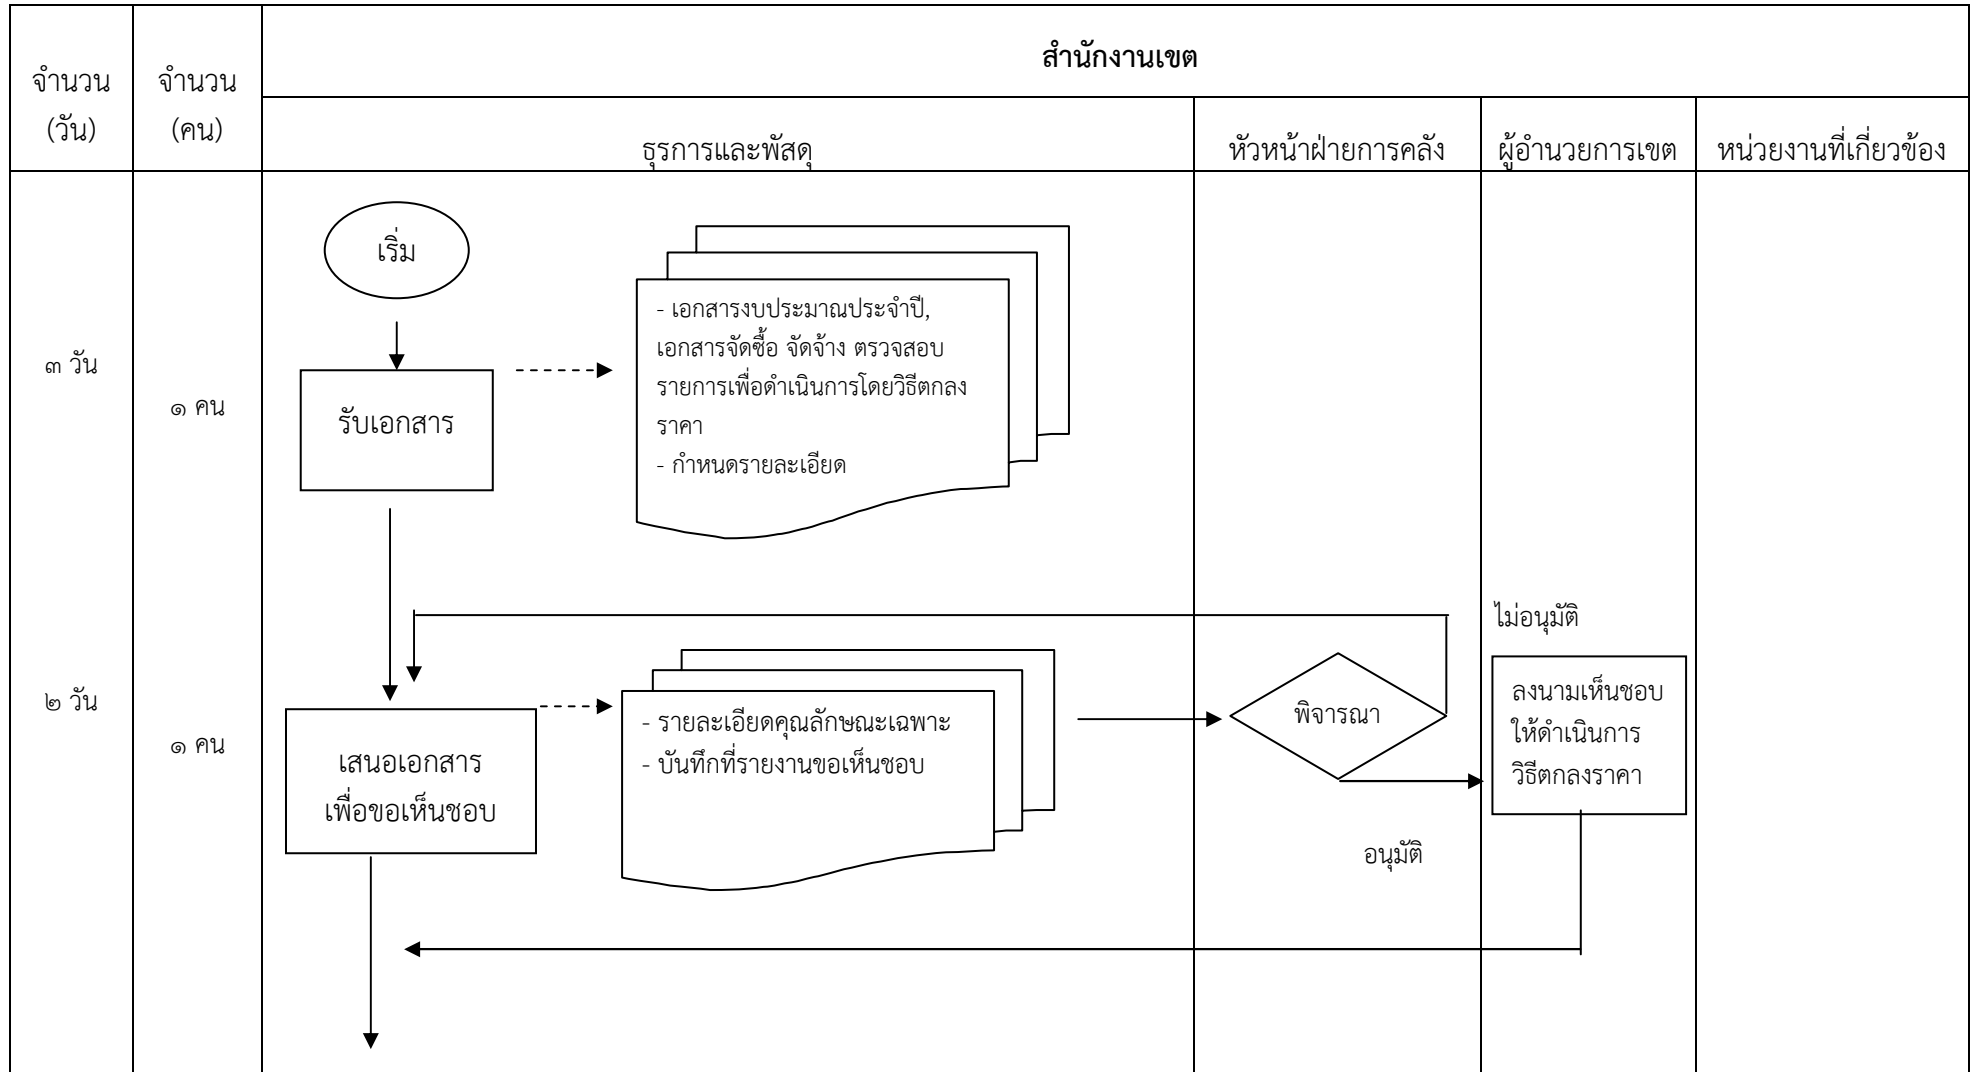 จำนวน
(วัน)
จำนวน
(คน)
สำนักงานเขต
ธุรการและพัสดุ
หัวหน้าฝ่ายการคลัง
ผู้อำนวยการเขต
หน่วยงานที่เกี่ยวข้อง
๓ วัน
๑ คน
เริ่ม
รับเอกสาร
- เอกสารงบประมาณประจำปี,
เอกสารจัดซื้อ จัดจ้าง ตรวจสอบ
รายการเพื่อดำเนินการโดยวิธีตกลง
ราคา
- กำหนดรายละเอียด
๒ วัน
๑ คน
เสนอเอกสาร
เพื่อขอเห็นชอบ
- รายละเอียดคุณลักษณะเฉพาะ
- บันทึกที่รายงานขอเห็นชอบ
พิจารณา
ไม่อนุมัติ
ลงนามเห็นชอบ
ให้ดำเนินการ
วิธีตกลงราคา
อนุมัติ